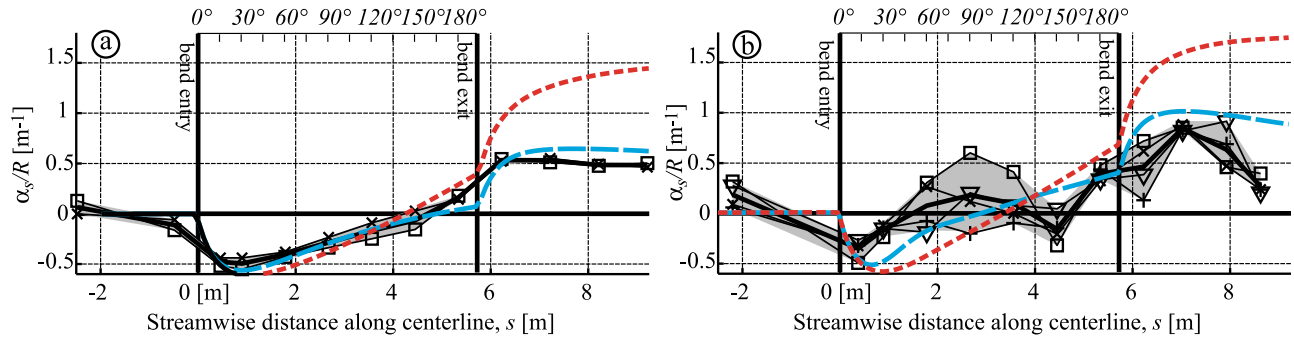 0° 30° 60° 90° 120° 150° 180°
a
bend entry
bend exit
1.5
1
0.5
0
-0.5
αs/R [m-1]
-2 0 [m] 2 4 6 8
Streamwise distance along centerline, s [m]
0° 30° 60° 90° 120° 150° 180°
b
bend entry
bend exit
1.5
1
0.5
0
-0.5
αs/R [m-1]
-2 0 [m] 2 4 6 8
Streamwise distance along centerline, s [m]